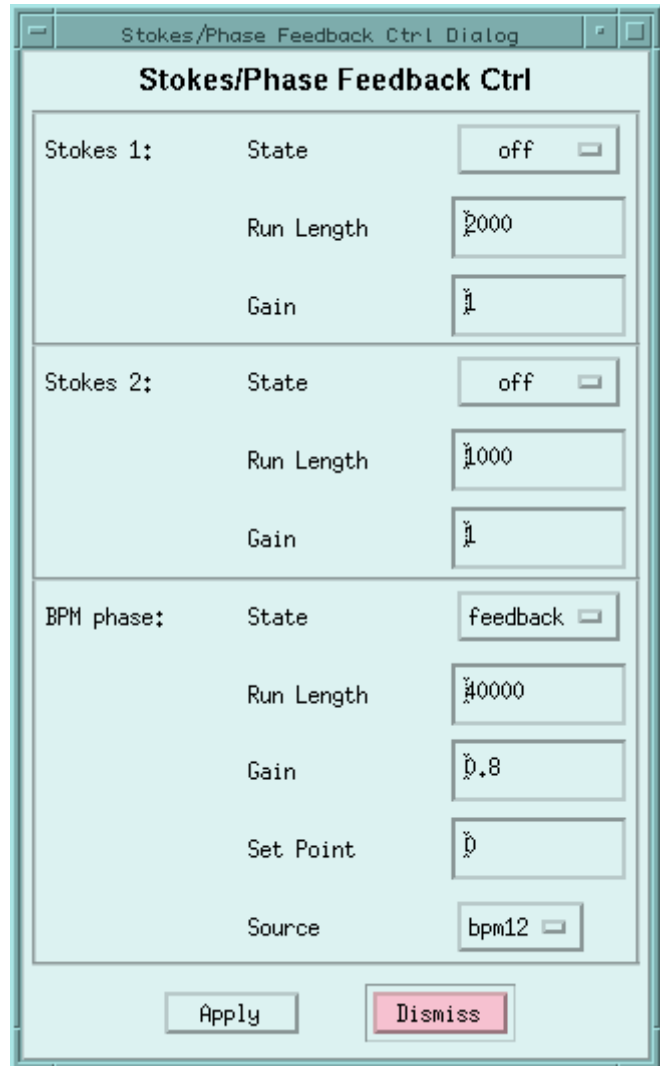 Stokes/Phase Feedback Ctrl Dialog
Stokes/Phase Feedback Ctrl
Stokes 1: State off
Run Length 2000
Gain 1
Stokes 2: State off
Run Length 1000
Gain 1
BPM phase: State feedback
Run Length 40000
Gain 0.8
Set Point 0
Source bpm12
Apply Dismiss